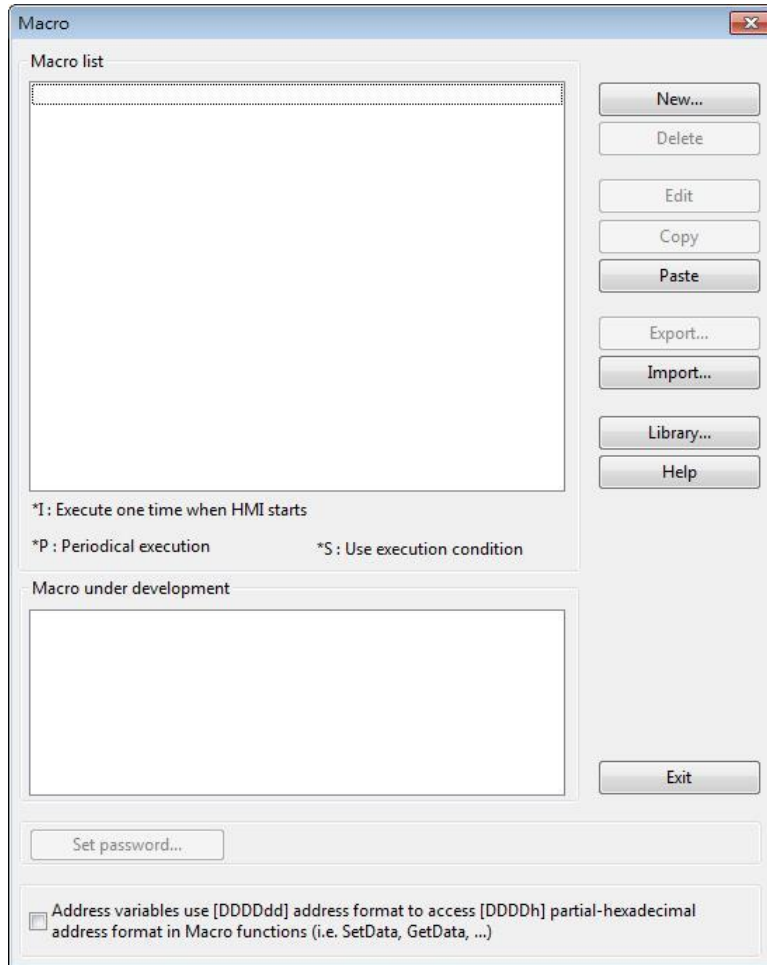 Macro
Macro list
New...
Delete
Edit
Copy
Paste
Export...
Import...
Library...
Help
*I : Execute one time when HMI starts
*P : Periodical execution
*S : Use execution condition
Macro under development
Exit
Set password...
Address variables use [DDDDdd] address format to access [DDDDh] partial-hexadecimal
address format in Macro functions (i.e. SetData, GetData, ...)